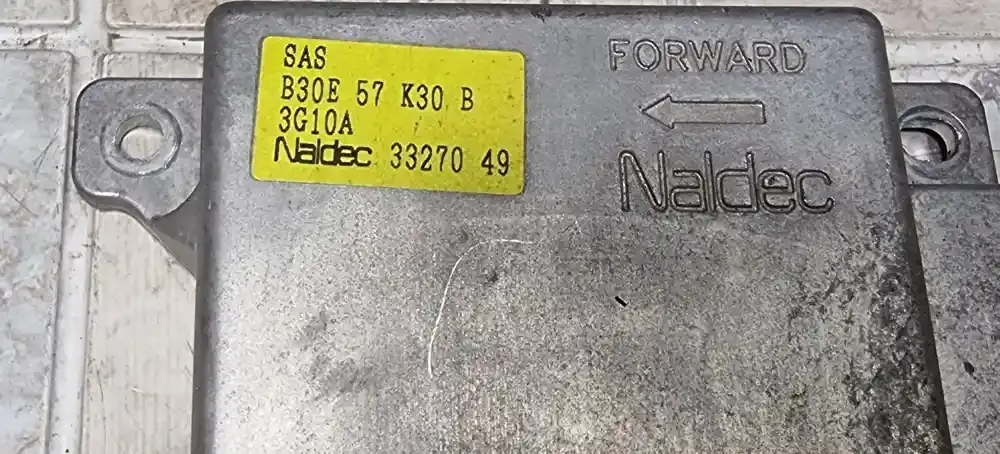 SAS
B30E 57 K30 B
3G10A
Naldec 33270 49
FORWARD
Naldec